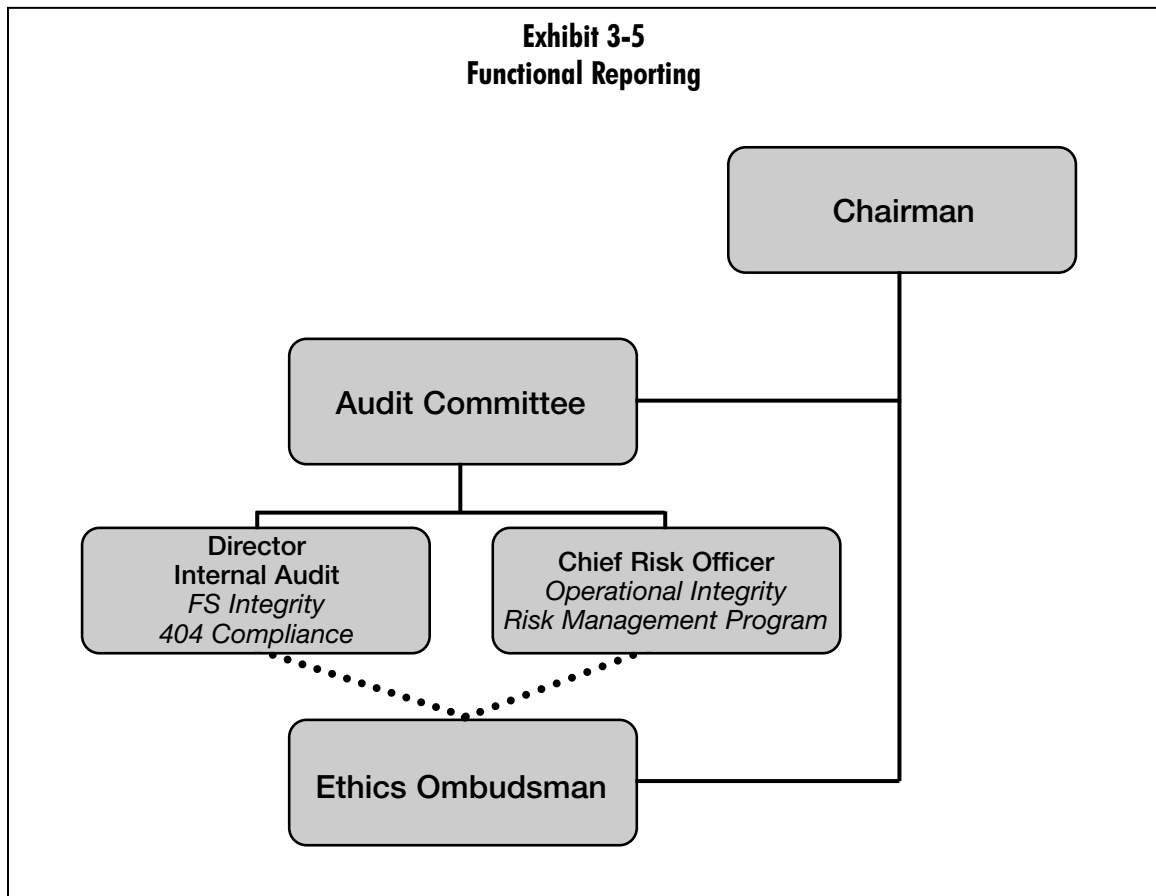 Exhibit 3-5
Functional Reporting
Chairman
Audit Committee
Director
Internal Audit
FS Integrity
404 Compliance
Chief Risk Officer
Operational Integrity
Risk Management Program
Ethics Ombudsman